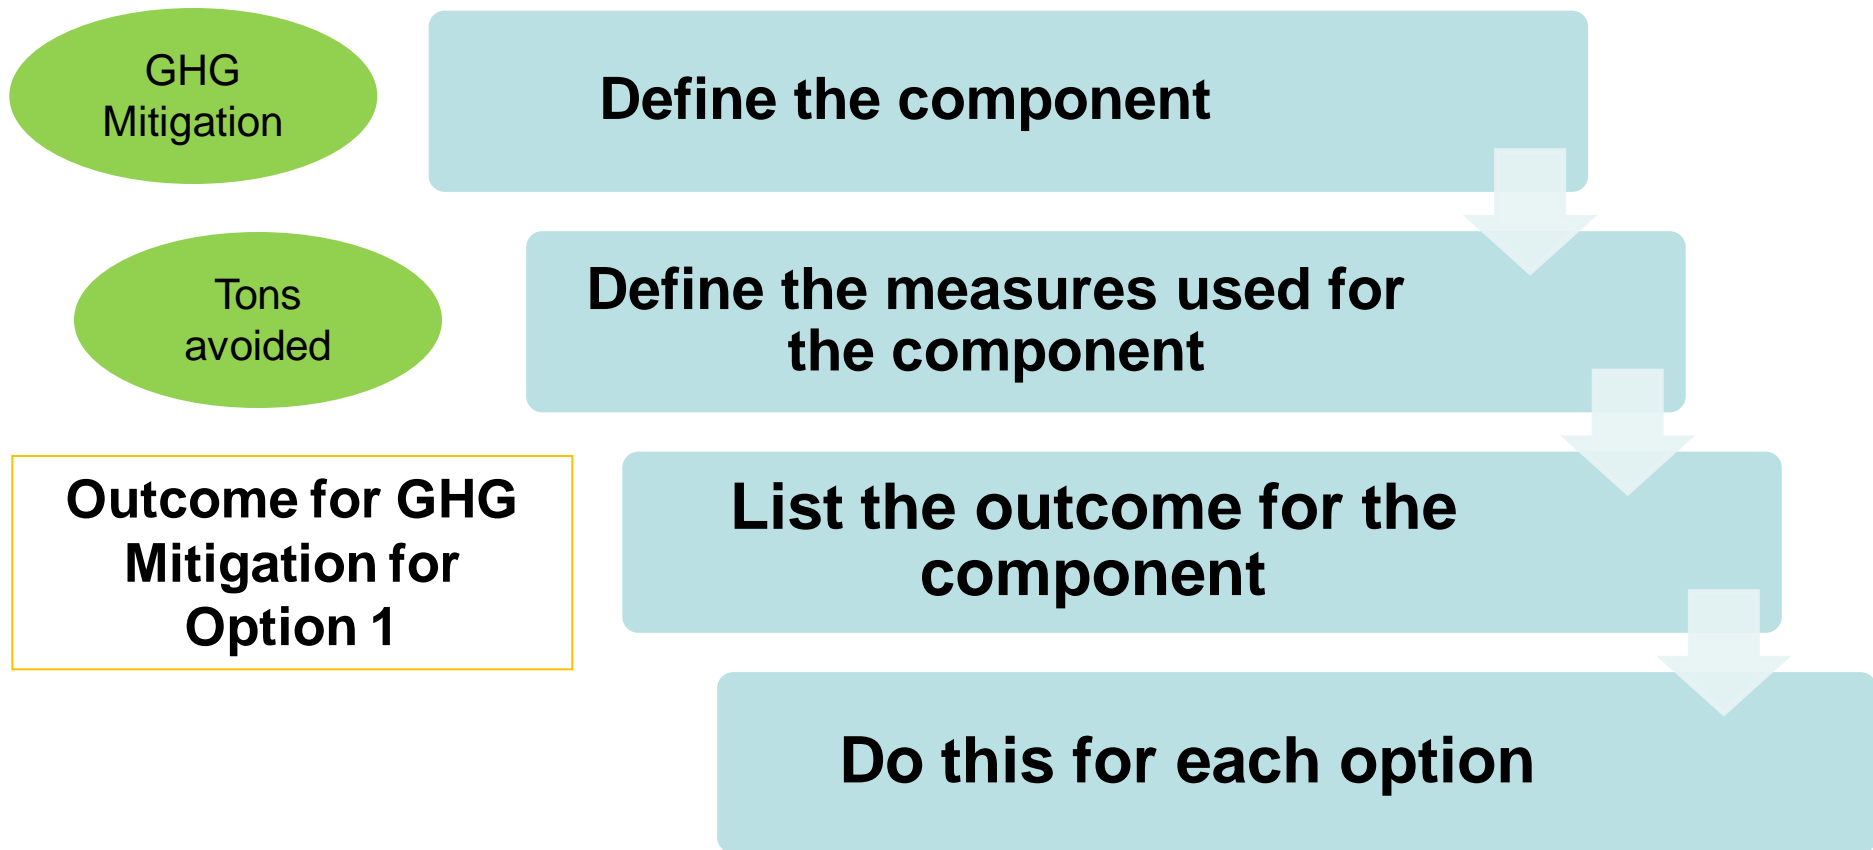 GHG
Mitigation
Define the component
Tons
avoided
Define the measures used for
the component
Outcome for GHG
Mitigation for
Option 1
List the outcome for the
component
Do this for each option